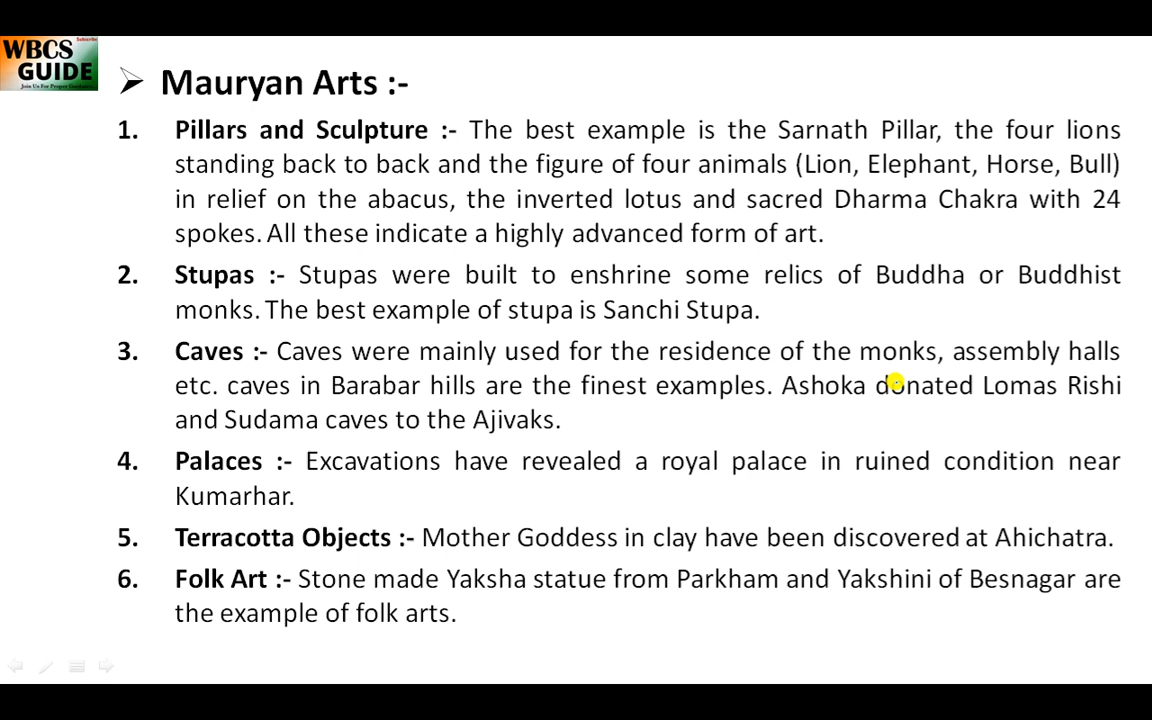 Subscribe
WBCS
GUIDE
Join Us For Proper Guidance
➢ Mauryan Arts :-
1. Pillars and Sculpture :- The best example is the Sarnath Pillar, the four lions
standing back to back and the figure of four animals (Lion, Elephant, Horse, Bull)
in relief on the abacus, the inverted lotus and sacred Dharma Chakra with 24
spokes. All these indicate a highly advanced form of art.
2. Stupas :- Stupas were built to enshrine some relics of Buddha or Buddhist
monks. The best example of stupa is Sanchi Stupa.
3. Caves :- Caves were mainly used for the residence of the monks, assembly halls
etc. caves in Barabar hills are the finest examples. Ashoka donated Lomas Rishi
and Sudama caves to the Ajivaks.
4. Palaces :- Excavations have revealed a royal palace in ruined condition near
Kumarhar.
5. Terracotta Objects :- Mother Goddess in clay have been discovered at Ahichatra.
6. Folk Art :- Stone made Yaksha statue from Parkham and Yakshini of Besnagar are
the example of folk arts.